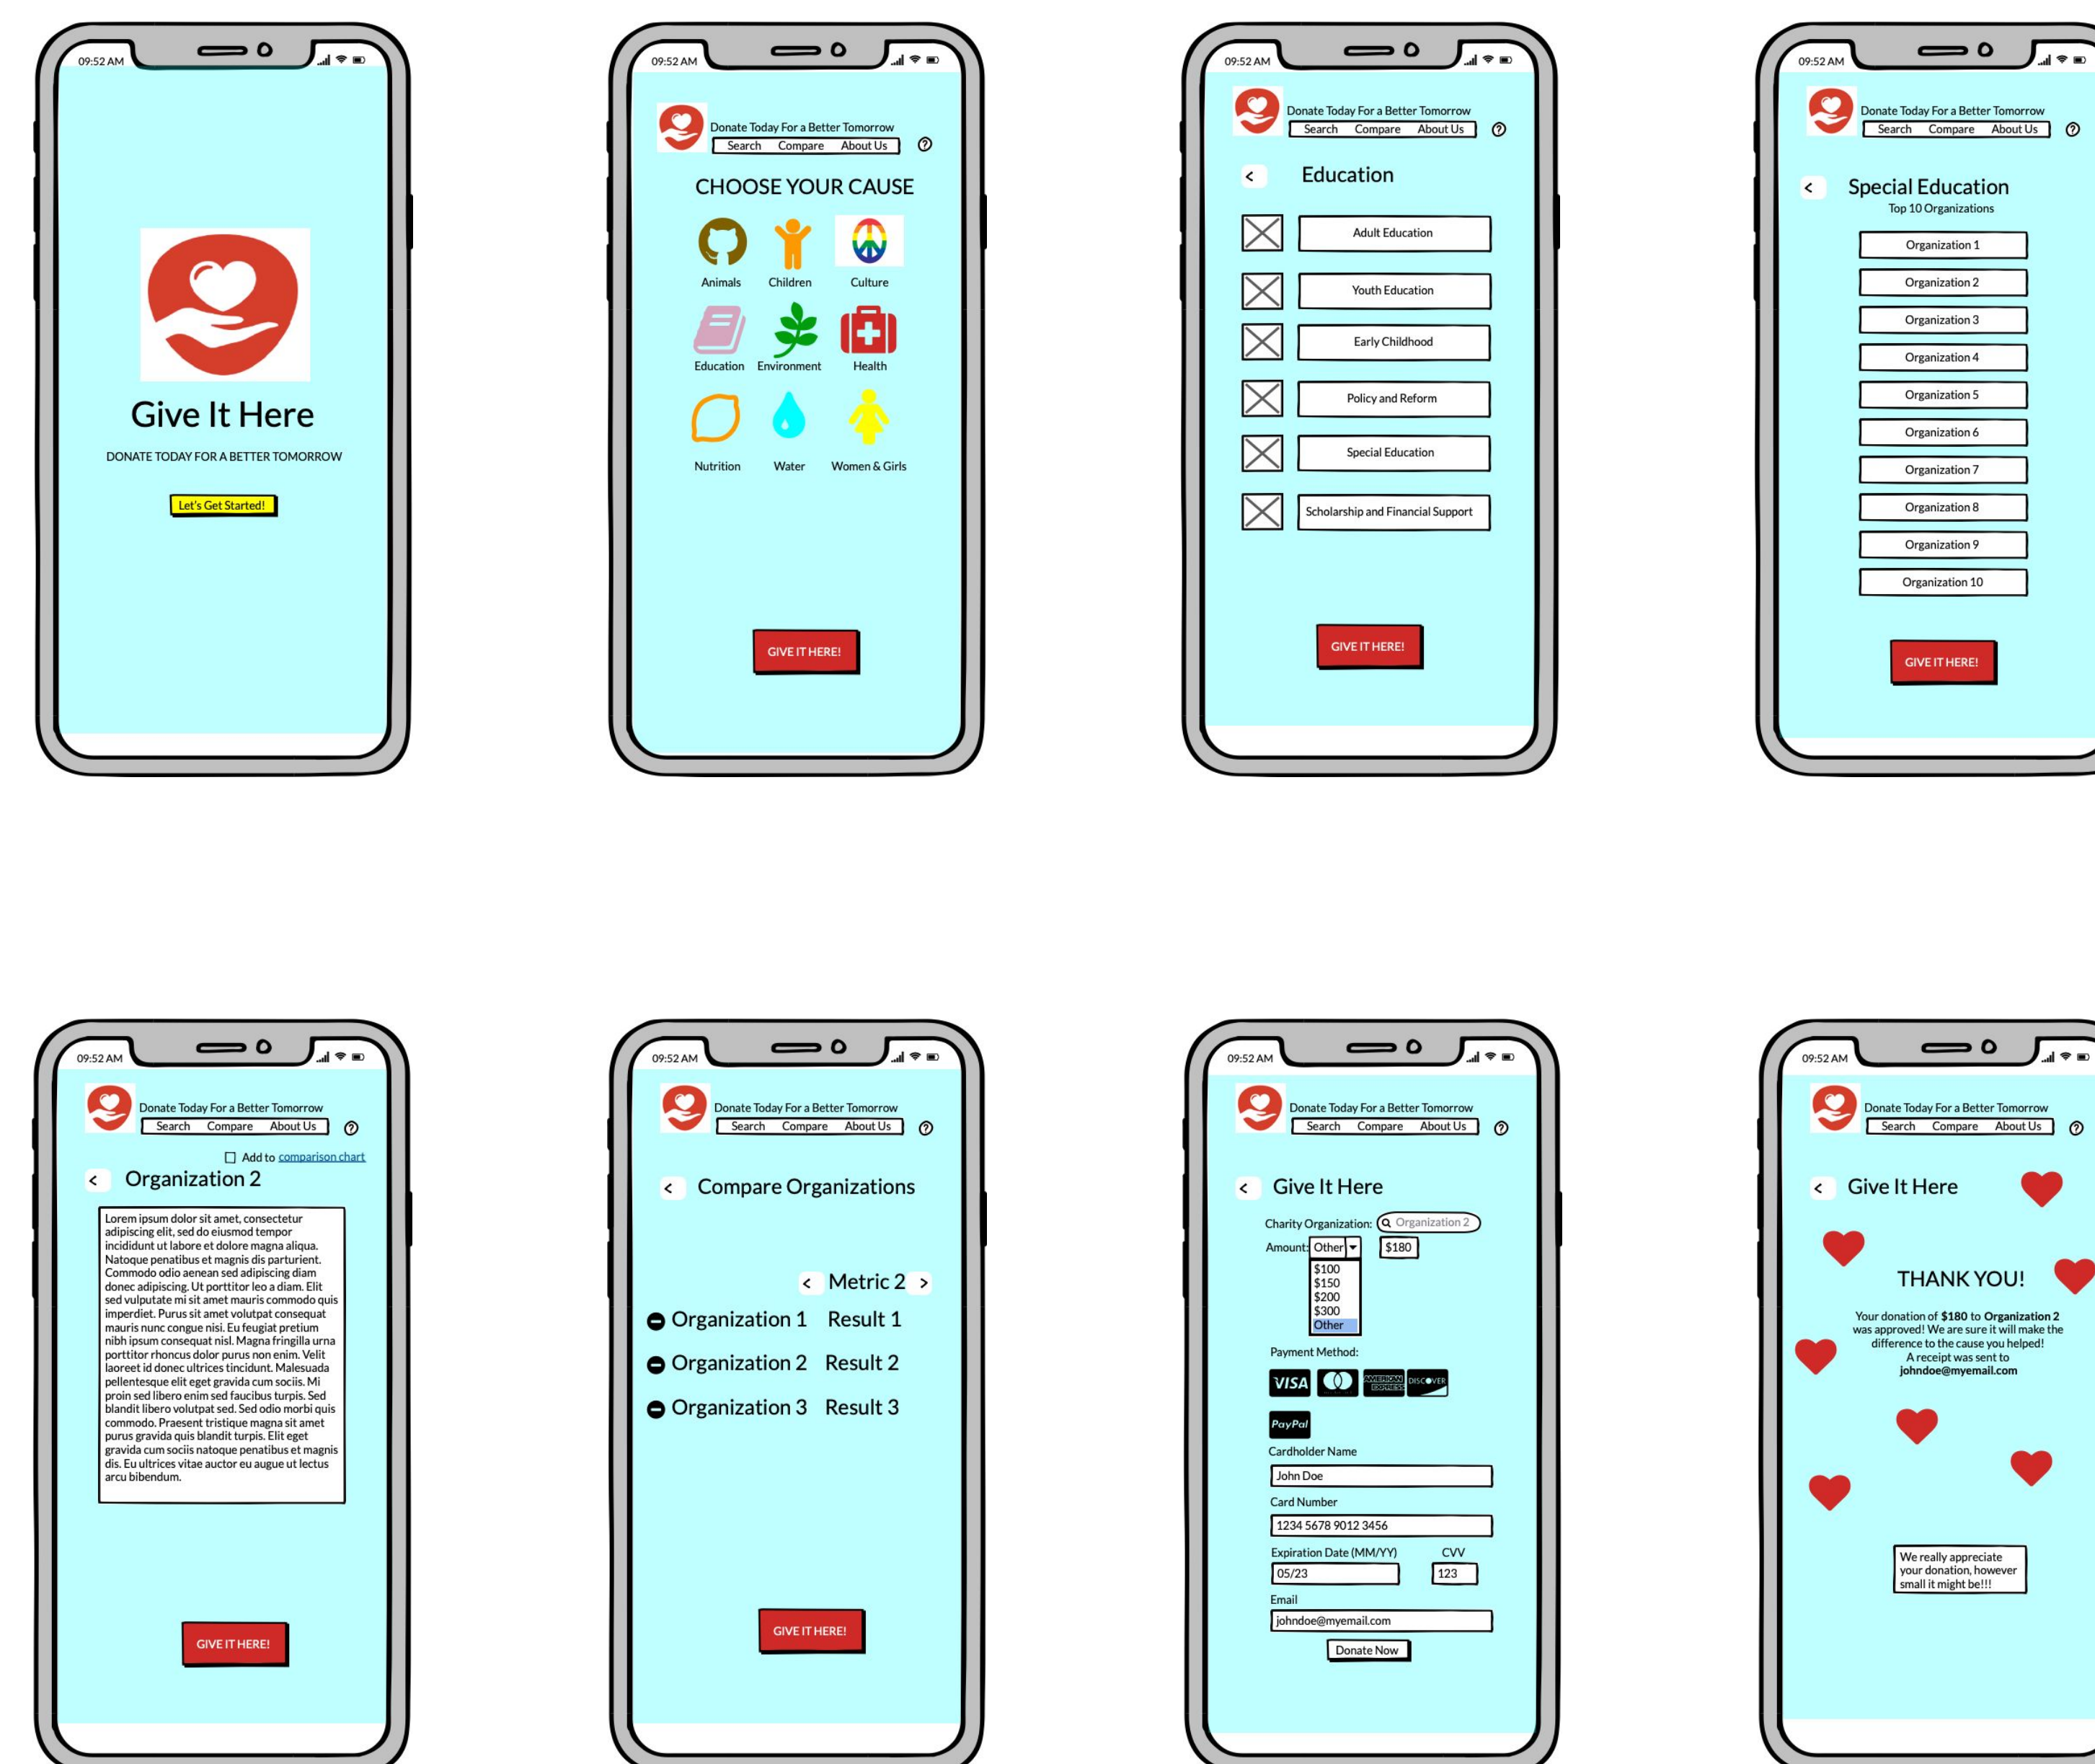 09:52 AM
Give It Here
DONATE TODAY FOR A BETTER TOMORROW
Let's Get Started!
09:52 AM
Donate Today For a Better Tomorrow
Search Compare About Us ?
CHOOSE YOUR CAUSE
Animals Children Culture
Education Environment Health
Nutrition Water Women & Girls
GIVE IT HERE!
09:52 AM
Donate Today For a Better Tomorrow
Search Compare About Us ?
< Education
Adult Education
Youth Education
Early Childhood
Policy and Reform
Special Education
Scholarship and Financial Support
GIVE IT HERE!
09:52 AM
Donate Today For a Better Tomorrow
Search Compare About Us ?
< Special Education
Top 10 Organizations
Organization 1
Organization 2
Organization 3
Organization 4
Organization 5
Organization 6
Organization 7
Organization 8
Organization 9
Organization 10
GIVE IT HERE!
09:52 AM
Donate Today For a Better Tomorrow
Search Compare About Us ?
Add to comparison chart
< Organization 2
Lorem ipsum dolor sit amet, consectetur
adipiscing elit, sed do eiusmod tempor
incididunt ut labore et dolore magna aliqua.
Natoque penatibus et magnis dis parturient.
Commodo odio aenean sed adipiscing diam
donec adipiscing. Ut porttitor leo a diam. Elit
sed vulputate mi sit amet mauris commodo quis
imperdiet. Purus sit amet volutpat consequat
mauris nunc congue nisi. Eu feugiat pretium
nibh ipsum consequat nisl. Magna fringilla urna
porttitor rhoncus dolor purus non enim. Velit
laoreet id donec ultrices tincidunt. Malesuada
pellentesque elit eget gravida cum sociis. Mi
proin sed libero enim sed faucibus turpis. Sed
blandit libero volutpat sed. Sed odio morbi quis
commodo. Praesent tristique magna sit amet
purus gravida quis blandit turpis. Elit eget
gravida cum sociis natoque penatibus et magnis
dis. Eu ultrices vitae auctor eu augue ut lectus
arcu bibendum.
GIVE IT HERE!
09:52 AM
Donate Today For a Better Tomorrow
Search Compare About Us ?
< Compare Organizations
< Metric 2 >
Organization 1 Result 1
Organization 2 Result 2
Organization 3 Result 3
GIVE IT HERE!
09:52 AM
Donate Today For a Better Tomorrow
Search Compare About Us ?
< Give It Here
Charity Organization: Organization 2
Amount: Other $180
$100
$150
$200
$300
Other
Payment Method:
VISA AMERICAN EXPRESS DISCOVER
PayPal
Cardholder Name
John Doe
Card Number
1234 5678 9012 3456
Expiration Date (MM/YY) CVV
05/23 123
Email
johndoe@myemail.com
Donate Now
09:52 AM
Donate Today For a Better Tomorrow
Search Compare About Us ?
< Give It Here
THANK YOU!
Your donation of $180 to Organization 2
was approved! We are sure it will make the
difference to the cause you helped!
A receipt was sent to
johndoe@myemail.com
We really appreciate
your donation, however
small it might be!!!